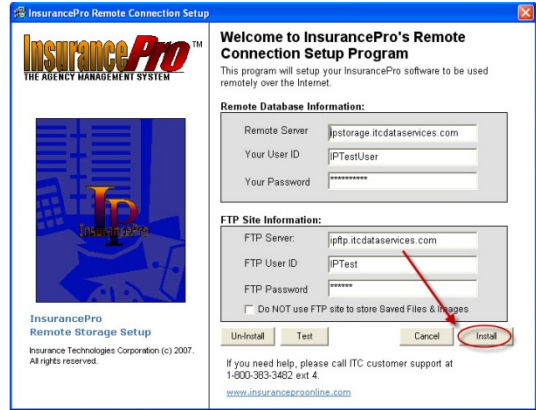 InsurancePro Remote Connection Setup
InsurancePro™
THE AGENCY MANAGEMENT SYSTEM
IP
InsurancePro
InsurancePro
Remote Storage Setup
Insurance Technologies Corporation (c) 2007.
All rights reserved.
Welcome to InsurancePro's Remote
Connection Setup Program
This program will setup your InsurancePro software to be used
remotely over the Internet.
Remote Database Information:
Remote Server ipstorage.itcdataservices.com
Your User ID IPTestUser
Your Password **********
FTP Site Information:
FTP Server: ipftp.itcdataservices.com
FTP User ID IPTest
FTP Password ******
Do NOT use FTP site to store Saved Files & Images
Un-Install Test Cancel Install
If you need help, please call ITC customer support at
1-800-383-3482 ext 4.
www.insuranceproonline.com